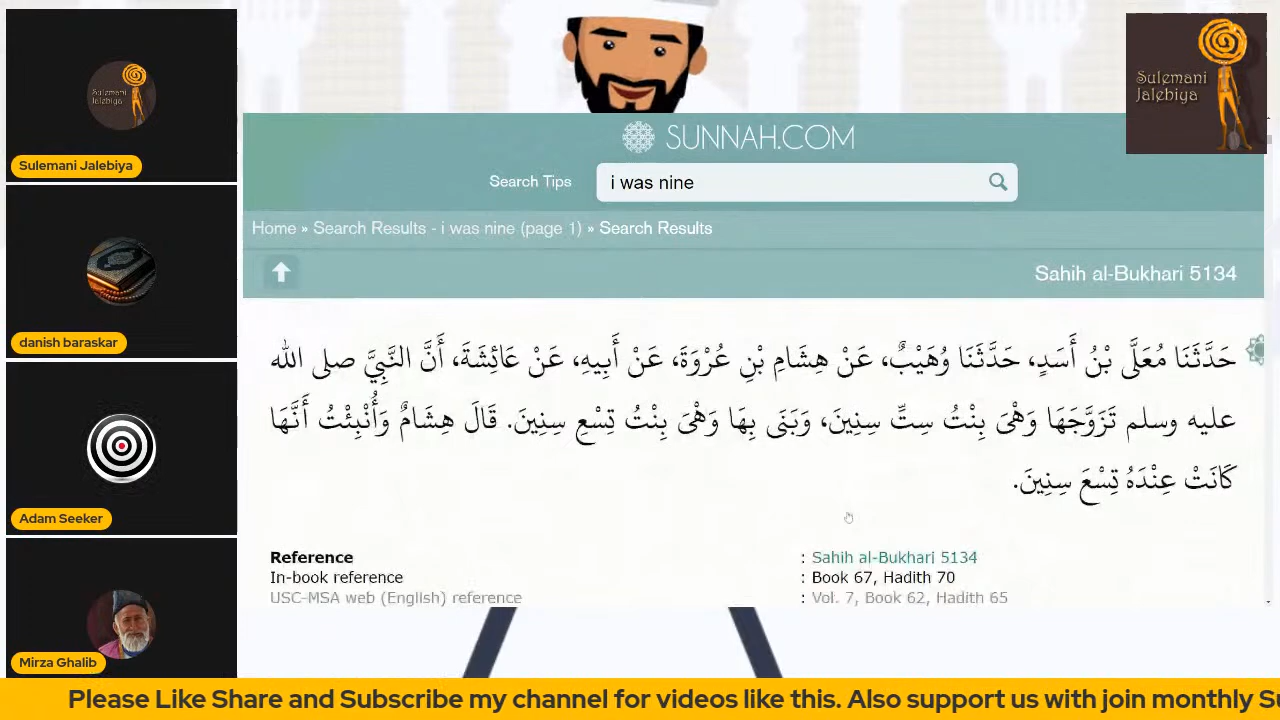 Sulemani Jalebiya
Sulemani
Jalebiya
Sulemani
Jalebiya
SUNNAH.COM
Search Tips
i was nine
Home » Search Results - i was nine (page 1) » Search Results
Sahih al-Bukhari 5134
danish baraskar
حَدَّثَنَا مُعَلَّى بْنُ أَسَدٍ، حَدَّثَنَا وُهَيْبٌ، عَنْ هِشَامِ بْنِ عُرْوَةَ، عَنْ أَبِيهِ، عَنْ عَائِشَةَ، أَنَّ النَّبِيَّ صلى الله
عليه وسلم تَزَوَّجَهَا وَهْىَ بِنْتُ سِتِّ سِنِينَ، وَبَنَى بِهَا وَهْىَ بِنْتُ تِسْعِ سِنِينَ. قَالَ هِشَامٌ وَأُنْبِئْتُ أَنَّهَا
كَانَتْ عِنْدَهُ تِسْعَ سِنِينَ.
Adam Seeker
Reference : Sahih al-Bukhari 5134
In-book reference : Book 67, Hadith 70
USC-MSA web (English) reference : Vol. 7, Book 62, Hadith 65
Mirza Ghalib
Please Like Share and Subscribe my channel for videos like this. Also support us with join monthly Su